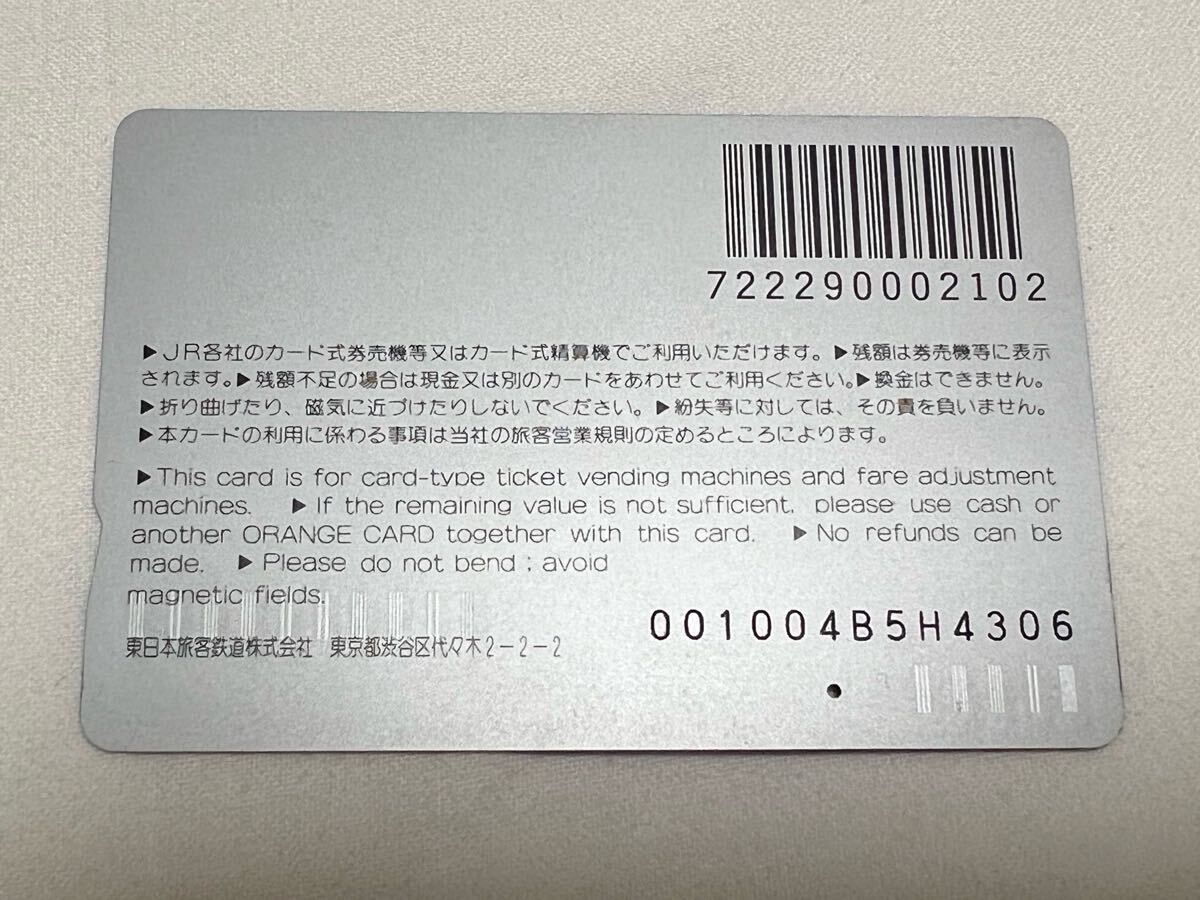 722290002102
▶JR各社のカード式券売機等又はカード式精算機でご利用いただけます。▶残額は券売機等に表示
されます。▶残額不足の場合は現金又は別のカードをあわせてご利用ください。▶換金はできません。
▶折り曲げたり、磁気に近づけたりしないでください。▶紛失等に対しては、その責を負いません。
▶本カードの利用に係わる事項は当社の旅客営業規則の定めるところによります。
▶This card is for card-type ticket vending machines and fare adjustment
machines. ▶If the remaining value is not sufficient, please use cash or
another ORANGE CARD together with this card. ▶No refunds can be
made. ▶Please do not bend; avoid
magnetic fields.
001004B5H4306
東日本旅客鉄道株式会社 東京都渋谷区代々木2-2-2